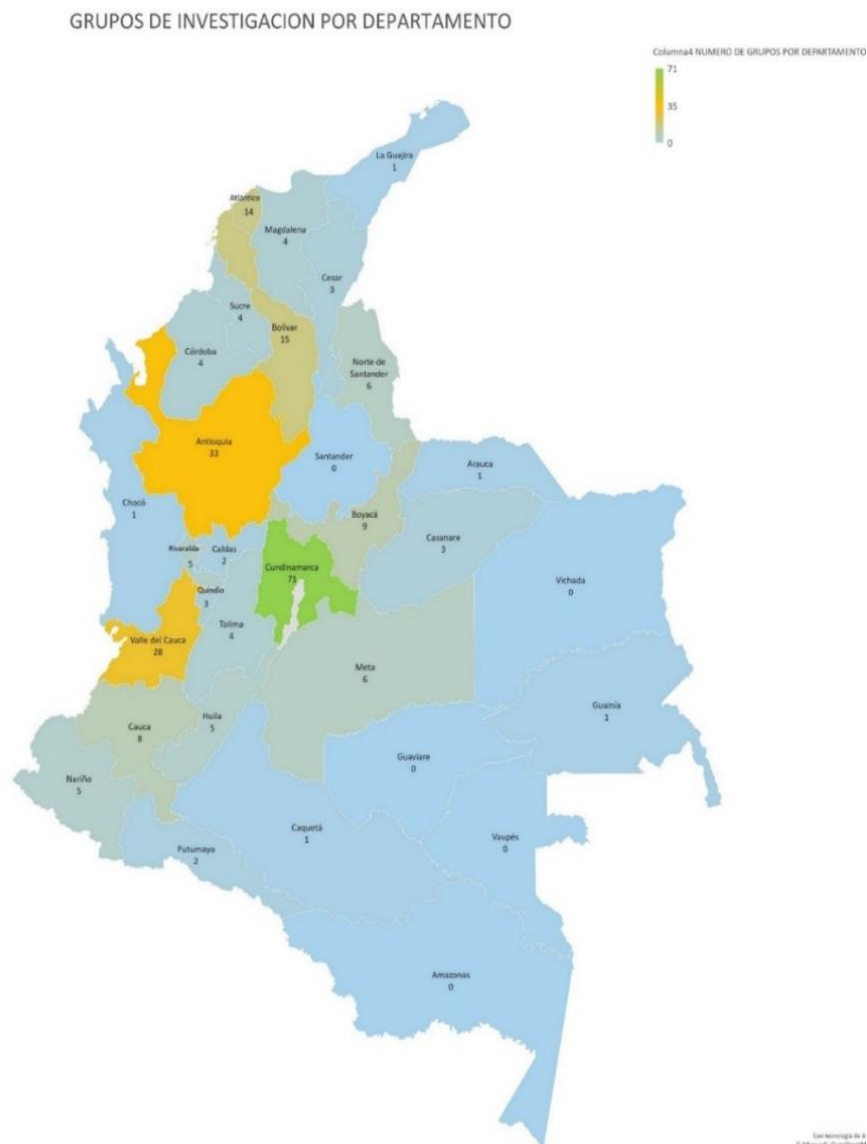 GRUPOS DE INVESTIGACION POR DEPARTAMENTO
Columna4 NUMERO DE GRUPOS POR DEPARTAMENTO
71
35
0
La Guajira
1
Atlántico
14
Magdalena
4
Cesar
3
Sucre
4
Bolívar
15
Córdoba
4
Norte de
Santander
6
Antioquia
33
Santander
0
Arauca
1
Chocó
1
Boyacá
9
Casanare
3
Risaralda
5
Caldas
2
Cundinamarca
71
Vichada
0
Quindío
3
Tolima
4
Valle del Cauca
28
Meta
6
Guainía
1
Huila
5
Cauca
8
Guaviare
0
Nariño
5
Caquetá
1
Vaupés
0
Putumayo
2
Amazonas
0
Con tecnología de